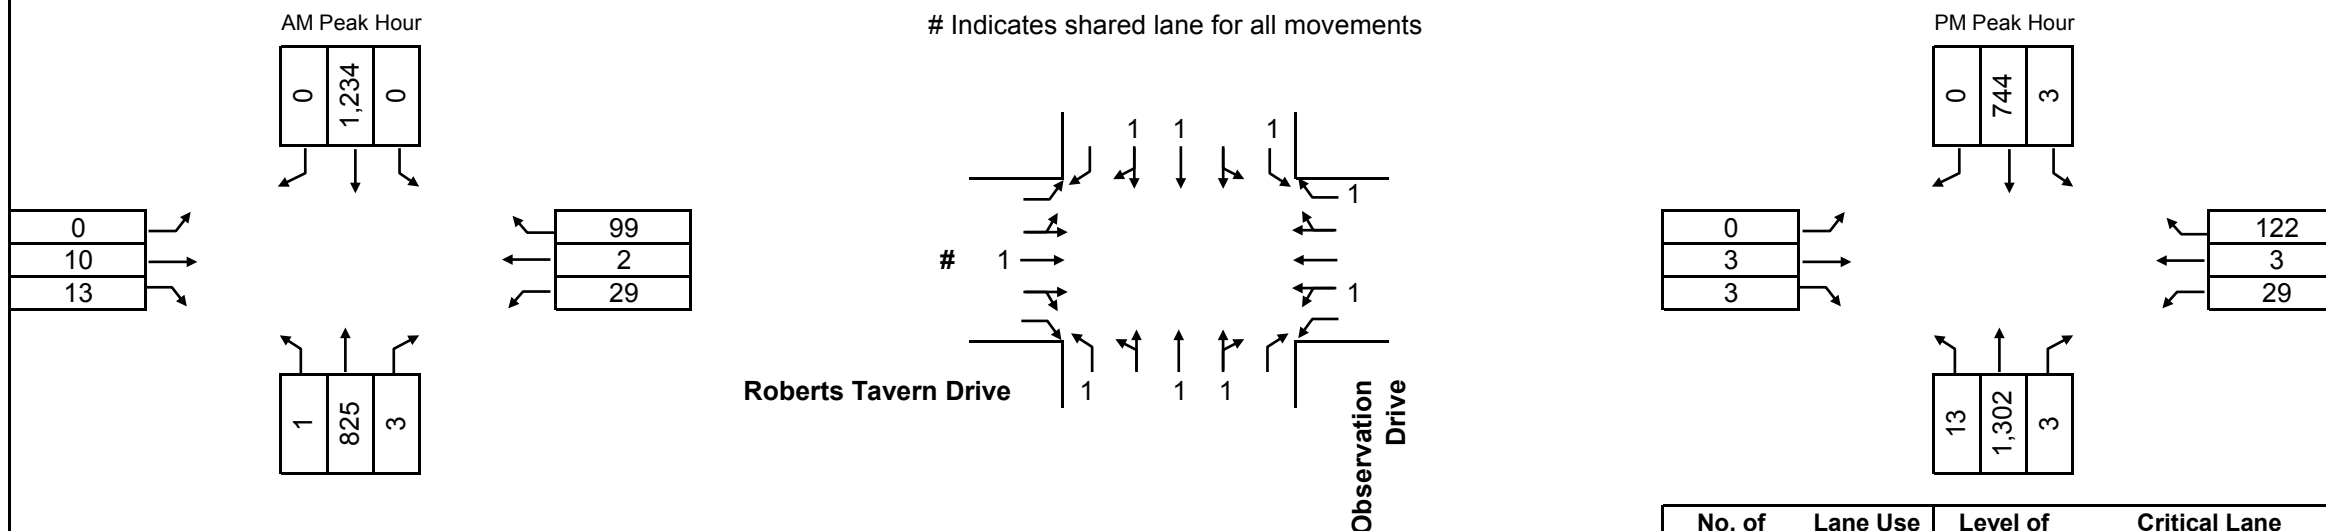 AM Peak Hour
# Indicates shared lane for all movements
PM Peak Hour
0 1,234 0
0 744 3
1 1 1
0
10
13
99
2
29
1
# 1
1
0
3
3
122
3
29
Roberts Tavern Drive
1 1 1
Observation
Drive
1 825 3
13 1,302 3
No. of Lane Use Level of Critical Lane